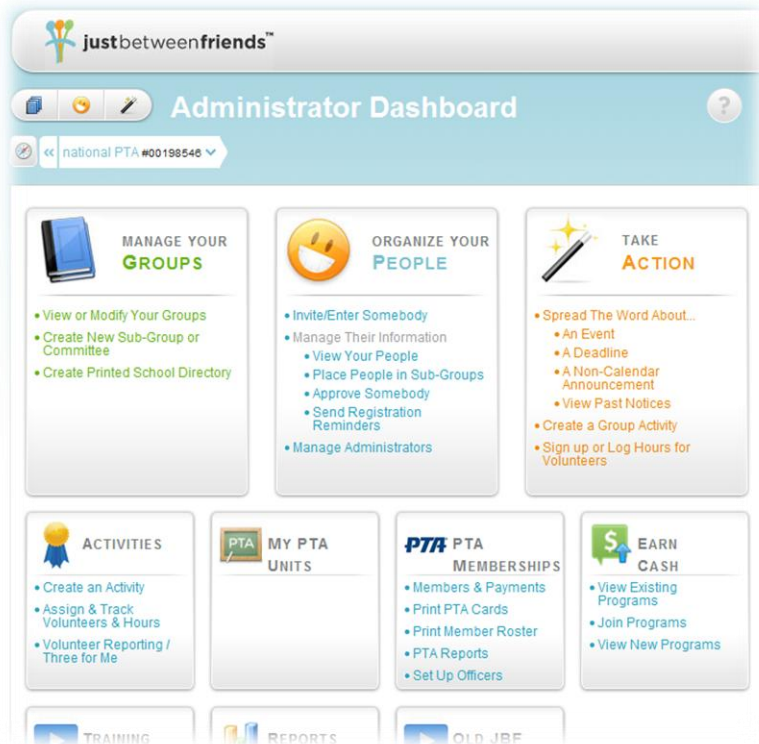 justbetweenfriends™
Administrator Dashboard
?
« national PTA #00198546
MANAGE YOUR
GROUPS
• View or Modify Your Groups
• Create New Sub-Group or
Committee
• Create Printed School Directory
ORGANIZE YOUR
PEOPLE
• Invite/Enter Somebody
• Manage Their Information
• View Your People
• Place People in Sub-Groups
• Approve Somebody
• Send Registration
Reminders
• Manage Administrators
TAKE
ACTION
• Spread The Word About...
• An Event
• A Deadline
• A Non-Calendar
Announcement
• View Past Notices
• Create a Group Activity
• Sign up or Log Hours for
Volunteers
ACTIVITIES
• Create an Activity
• Assign & Track
Volunteers & Hours
• Volunteer Reporting /
Three for Me
PTA
MY PTA
UNITS
PTA
PTA
MEMBERSHIPS
• Members & Payments
• Print PTA Cards
• Print Member Roster
• PTA Reports
• Set Up Officers
$
EARN
CASH
• View Existing
Programs
• Join Programs
• View New Programs
TRAINING
REPORTS
OLD JBF